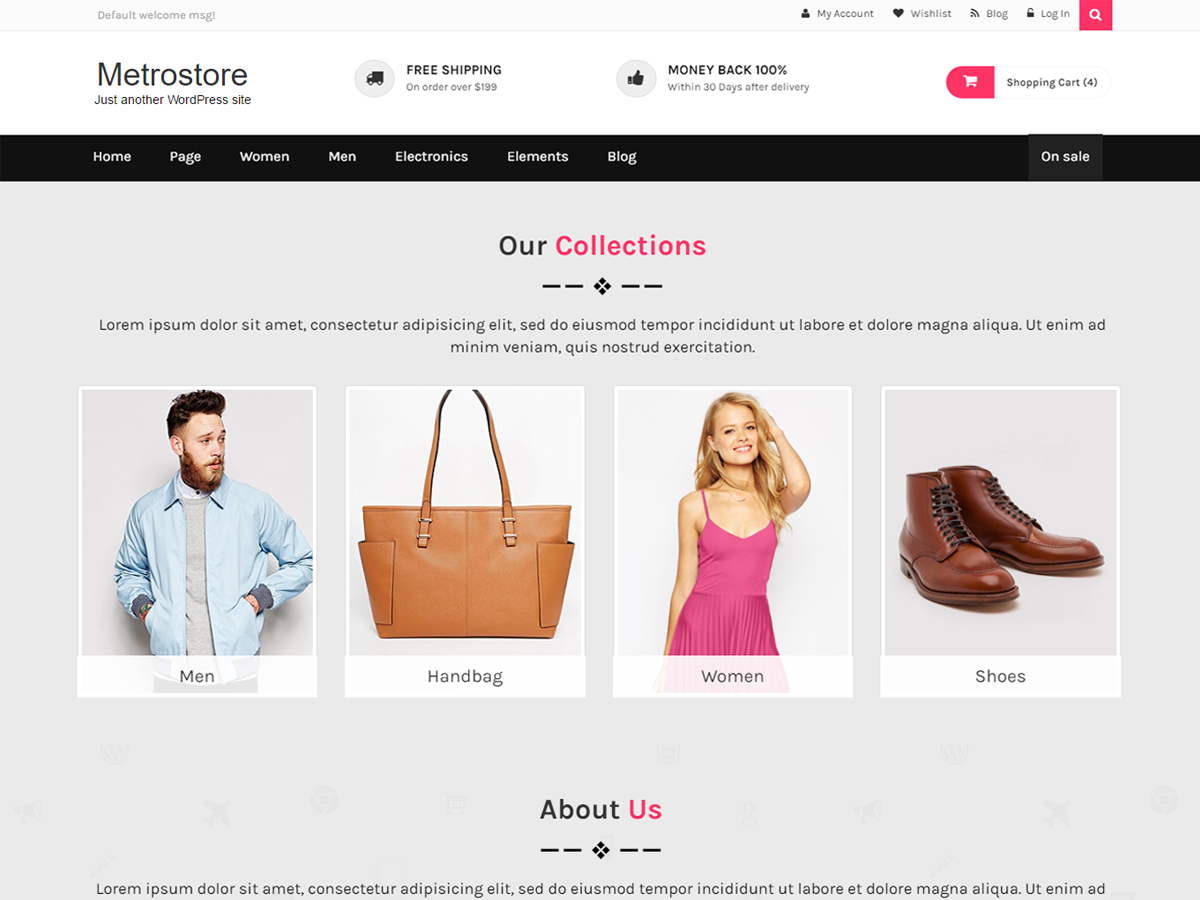 Default welcome msg!
My Account Wishlist Blog Log In
Metrostore
Just another WordPress site
FREE SHIPPING
On order over $199
MONEY BACK 100%
Within 30 Days after delivery
Shopping Cart (4)
Home Page Women Men Electronics Elements Blog On sale
Our Collections
Lorem ipsum dolor sit amet, consectetur adipisicing elit, sed do eiusmod tempor incididunt ut labore et dolore magna aliqua. Ut enim ad
minim veniam, quis nostrud exercitation.
Men
Handbag
Women
Shoes
About Us
Lorem ipsum dolor sit amet, consectetur adipisicing elit, sed do eiusmod tempor incididunt ut labore et dolore magna aliqua. Ut enim ad